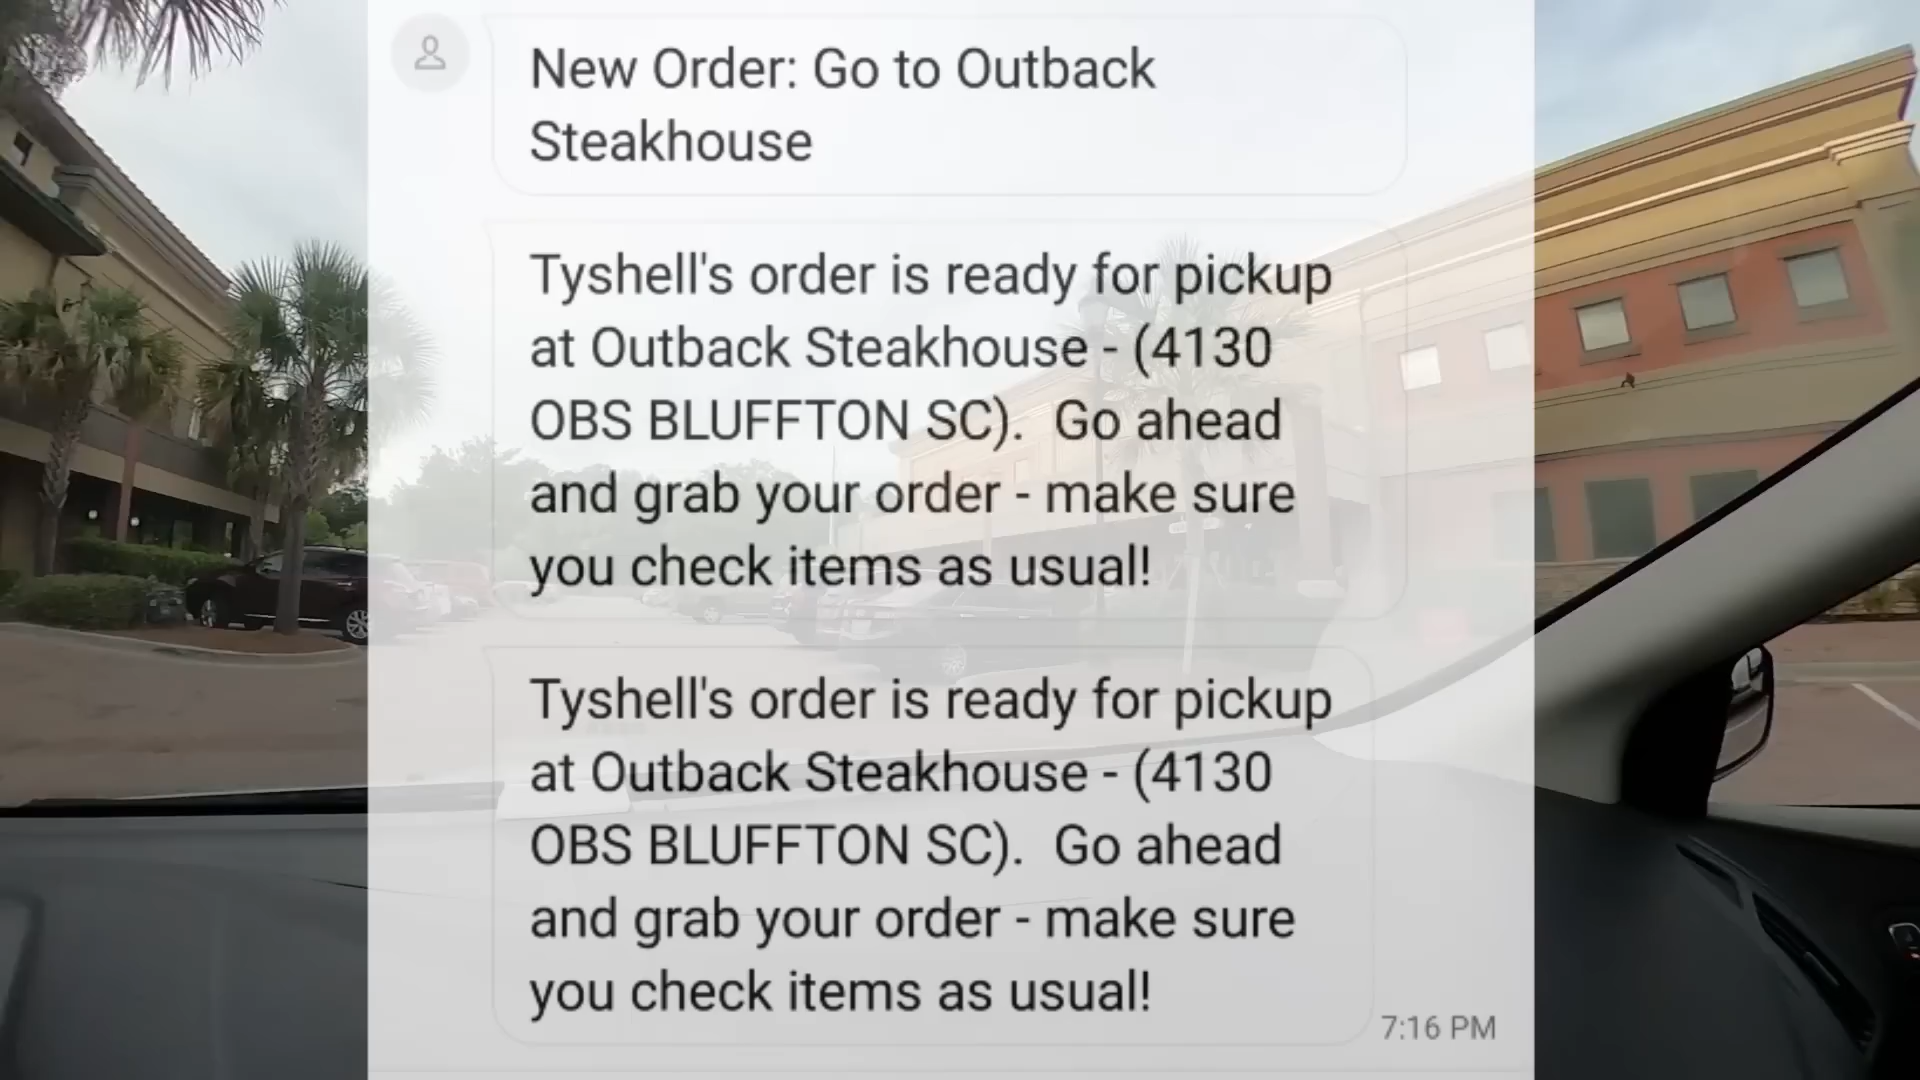 New Order: Go to Outback
Steakhouse
Tyshell's order is ready for pickup
at Outback Steakhouse - (4130
OBS BLUFFTON SC).  Go ahead
and grab your order - make sure
you check items as usual!
Tyshell's order is ready for pickup
at Outback Steakhouse - (4130
OBS BLUFFTON SC).  Go ahead
and grab your order - make sure
you check items as usual!
7:16 PM